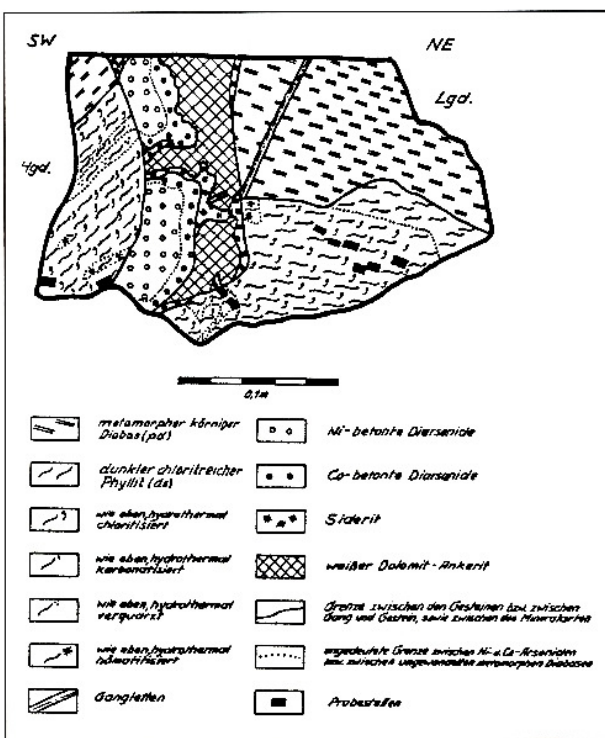 SW
NE
Lgd.
Hgd.
0,1m
metamorpher körniger
Diabas (pd)
dunkler chloritreicher
Phyllit (ds)
wie eben, hydrothermal
chloritisiert
wie eben, hydrothermal
karbonatisiert
wie eben, hydrothermal
verquarzt
wie eben, hydrothermal
hämatitisiert
Gangletten
Ni-betonte Diarsenide
Co-betonte Diarsenide
Siderit
weißer Dolomit-Ankerit
Grenze zwischen den Gesteinen bzw. zwischen
Gang und Gestein, sowie zwischen die Mineralarten
angedeutete Grenze zwischen Ni- u. Co-Arseniden
bzw. zwischen umgewandelten metamorphen Diabasen
Probestellen